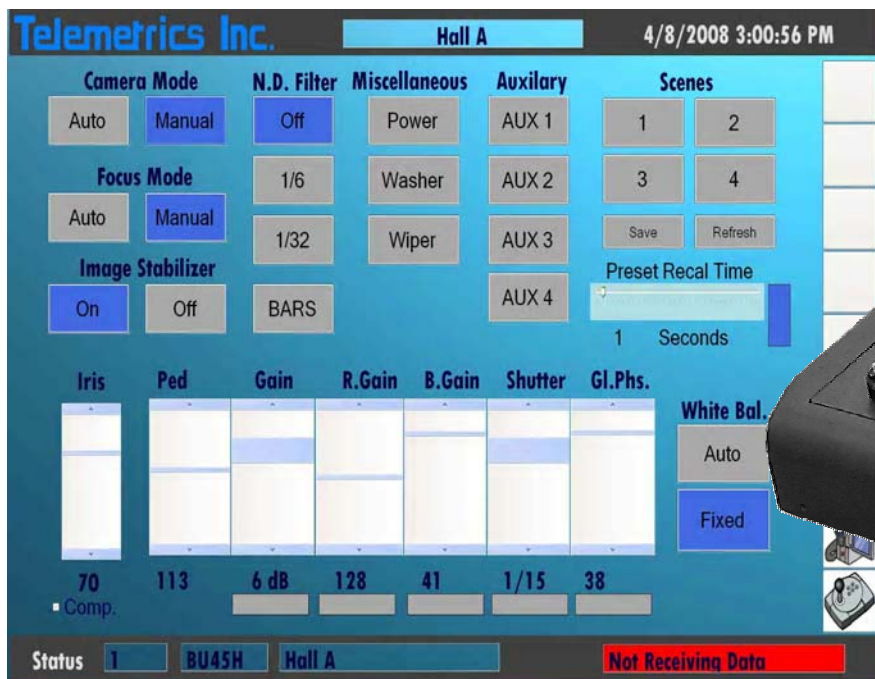 Telemetrics Inc. Hall A 4/8/2008 3:00:56 PM
Camera Mode N.D. Filter Miscellaneous Auxilary Scenes
Auto Manual Off Power AUX 1 1 2
Focus Mode 1/6 Washer AUX 2 3 4
Auto Manual 1/32 Wiper AUX 3 Save Refresh
Image Stabilizer Preset Recal Time
On Off BARS AUX 4
1 Seconds
Iris Ped Gain R.Gain B.Gain Shutter Gl.Phs.
White Bal.
Auto
Fixed
70 113 6 dB 128 41 1/15 38
Comp.
Status 1 BU45H Hall A Not Receiving Data